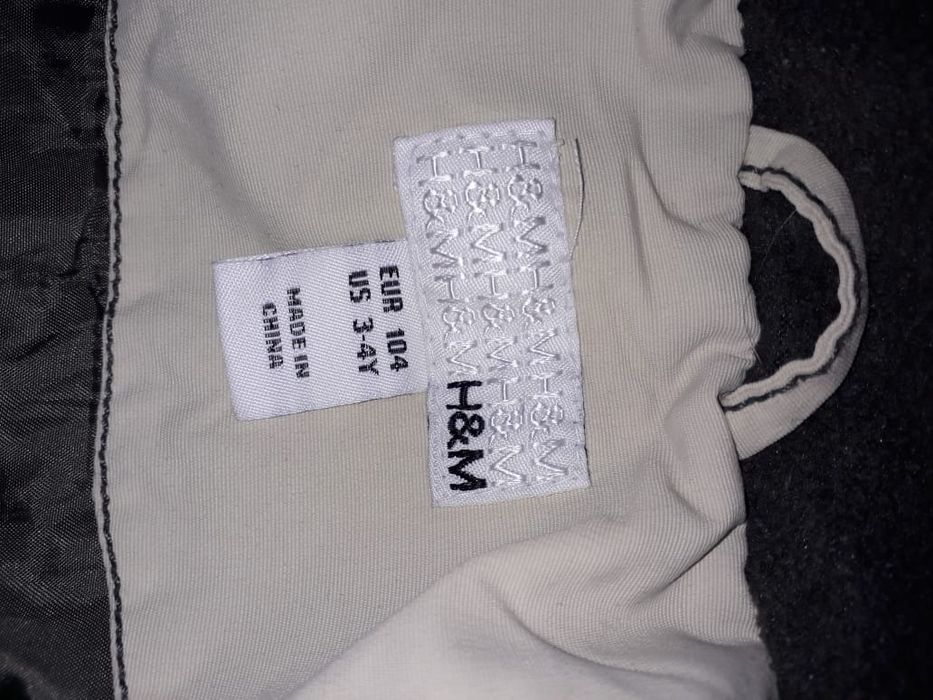 H&M H&M H&M
H&M H&M H&M
H&M H&M
EUR 104
US 3-4Y
MADE IN
CHINA